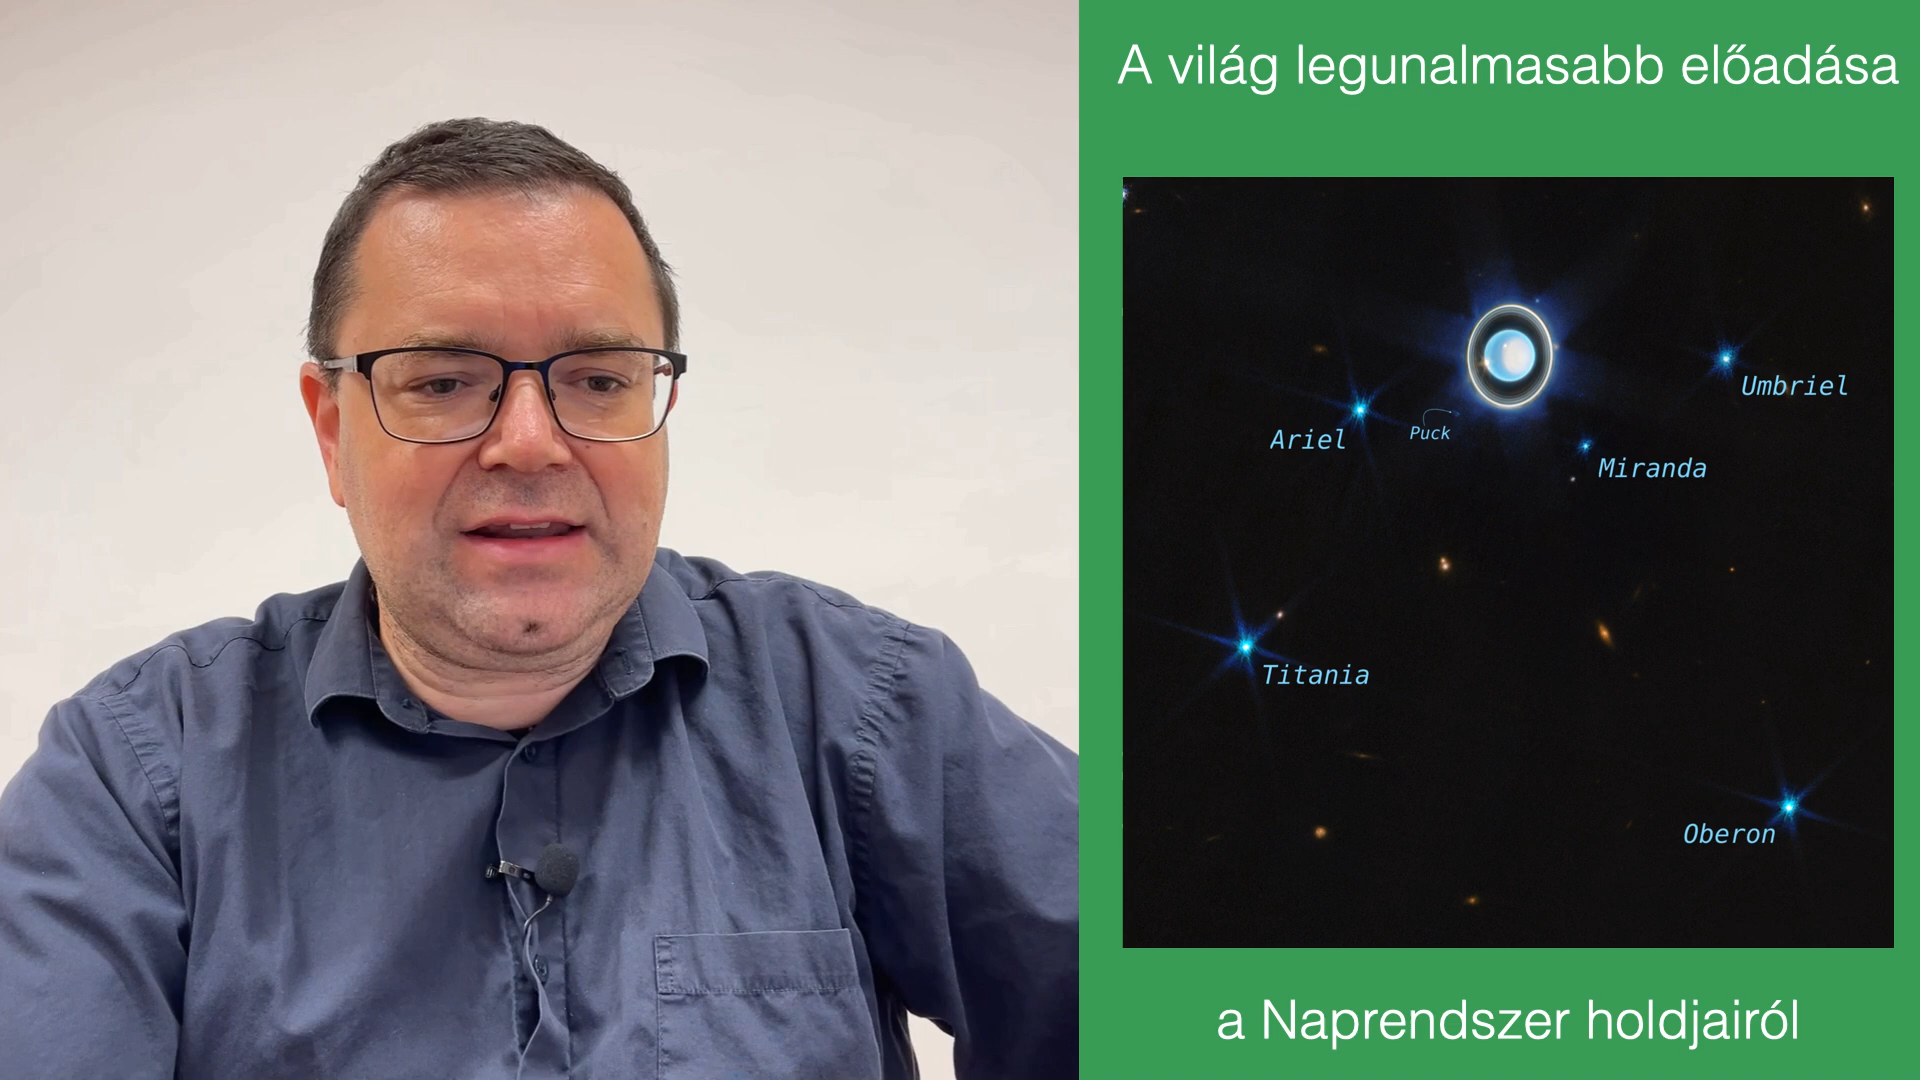 A világ legunalmasabb előadása
Umbriel
Ariel
Puck
Miranda
Titania
Oberon
a Naprendszer holdjairól